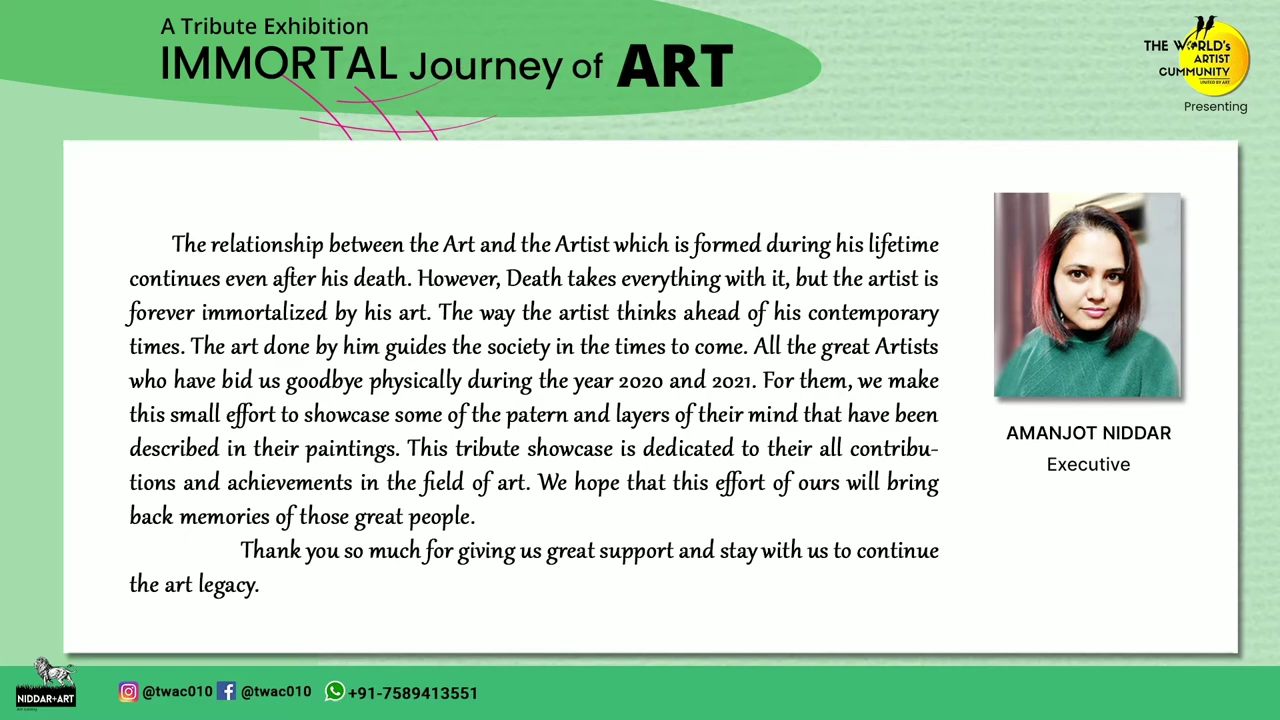 A Tribute Exhibition
IMMORTAL Journey of ART
THE WORLD's
ARTIST
CUMMUNITY
UNITED BY ART
Presenting
The relationship between the Art and the Artist which is formed during his lifetime
continues even after his death. However, Death takes everything with it, but the artist is
forever immortalized by his art. The way the artist thinks ahead of his contemporary
times. The art done by him guides the society in the times to come. All the great Artists
who have bid us goodbye physically during the year 2020 and 2021. For them, we make
this small effort to showcase some of the patern and layers of their mind that have been
described in their paintings. This tribute showcase is dedicated to their all contribu-
tions and achievements in the field of art. We hope that this effort of ours will bring
back memories of those great people.
Thank you so much for giving us great support and stay with us to continue
the art legacy.
AMANJOT NIDDAR
Executive
NIDDAR+ART
@twac010 @twac010 +91-7589413551